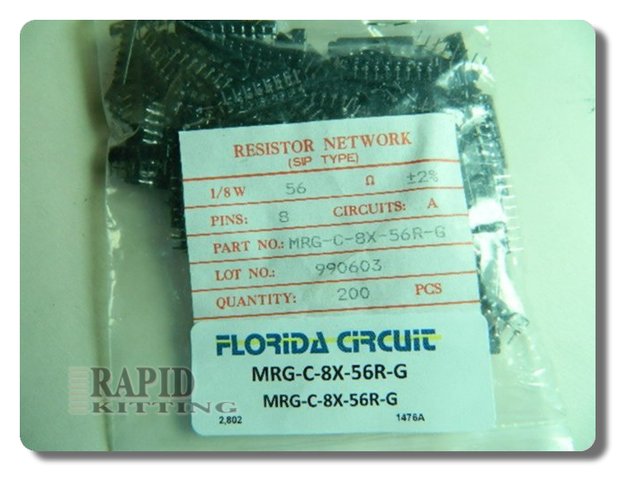 RESISTOR NETWORK
(SIP TYPE)
1/8W 56 Ω ±2%
PINS: 8 CIRCUITS: A
PART NO.: MRG-C-8X-56R-G
LOT NO.: 990603
QUANTITY: 200 PCS
FLORIDA CIRCUIT
MRG-C-8X-56R-G
MRG-C-8X-56R-G
2,802 1476A
RAPID
KITTING